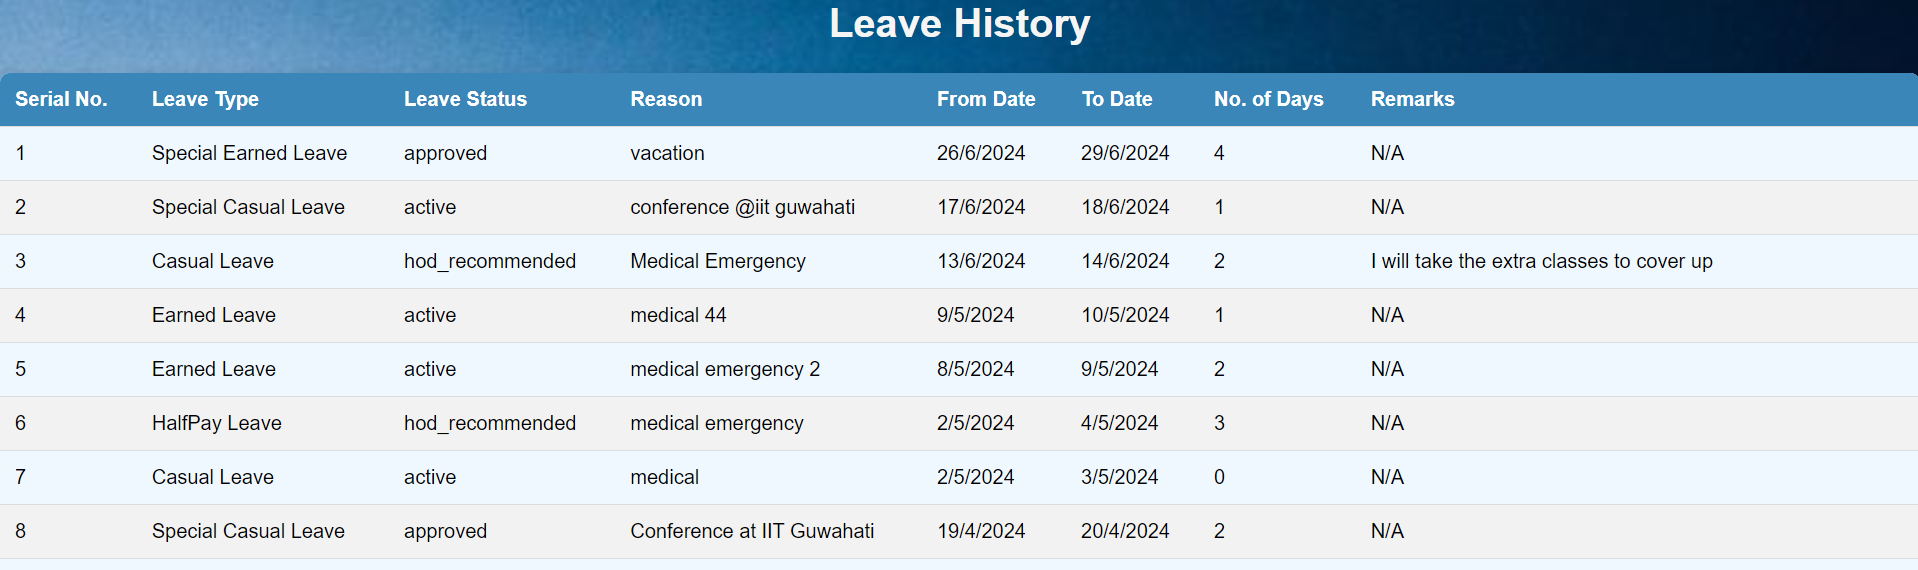 Leave History
Serial No. Leave Type Leave Status Reason From Date To Date No. of Days Remarks
1 Special Earned Leave approved vacation 26/6/2024 29/6/2024 4 N/A
2 Special Casual Leave active conference @iit guwahati 17/6/2024 18/6/2024 1 N/A
3 Casual Leave hod_recommended Medical Emergency 13/6/2024 14/6/2024 2 I will take the extra classes to cover up
4 Earned Leave active medical 44 9/5/2024 10/5/2024 1 N/A
5 Earned Leave active medical emergency 2 8/5/2024 9/5/2024 2 N/A
6 HalfPay Leave hod_recommended medical emergency 2/5/2024 4/5/2024 3 N/A
7 Casual Leave active medical 2/5/2024 3/5/2024 0 N/A
8 Special Casual Leave approved Conference at IIT Guwahati 19/4/2024 20/4/2024 2 N/A